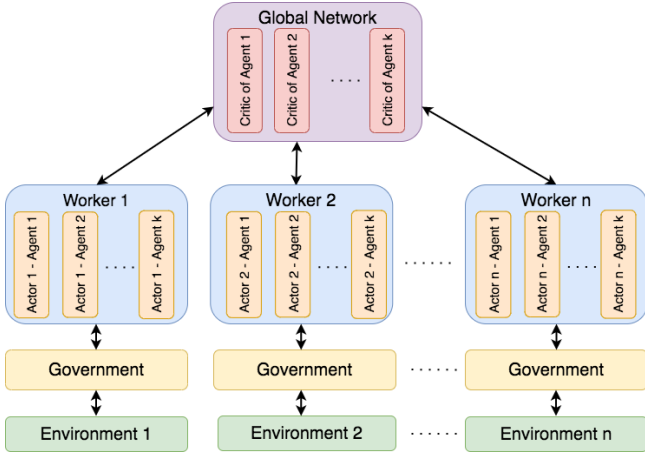 Global Network
Critic of Agent 1
Critic of Agent 2
....
Critic of Agent k
Worker 1
Actor 1 - Agent 1
Actor 1 - Agent 2
....
Actor 1 - Agent k
Worker 2
Actor 2 - Agent 1
Actor 2 - Agent 2
....
Actor 2 - Agent k
......
Worker n
Actor n - Agent 1
Actor n - Agent 2
....
Actor n - Agent k
Government
Government
......
Government
Environment 1
Environment 2
......
Environment n